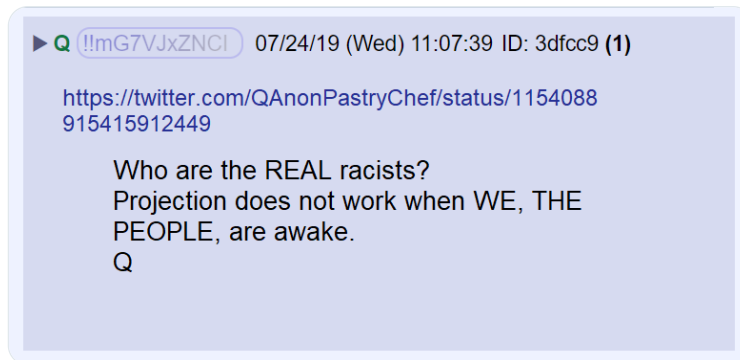 ▶ Q !!mG7VJxZNCI 07/24/19 (Wed) 11:07:39 ID: 3dfcc9 (1)
https://twitter.com/QAnonPastryChef/status/1154088
915415912449
Who are the REAL racists?
Projection does not work when WE, THE
PEOPLE, are awake.
Q